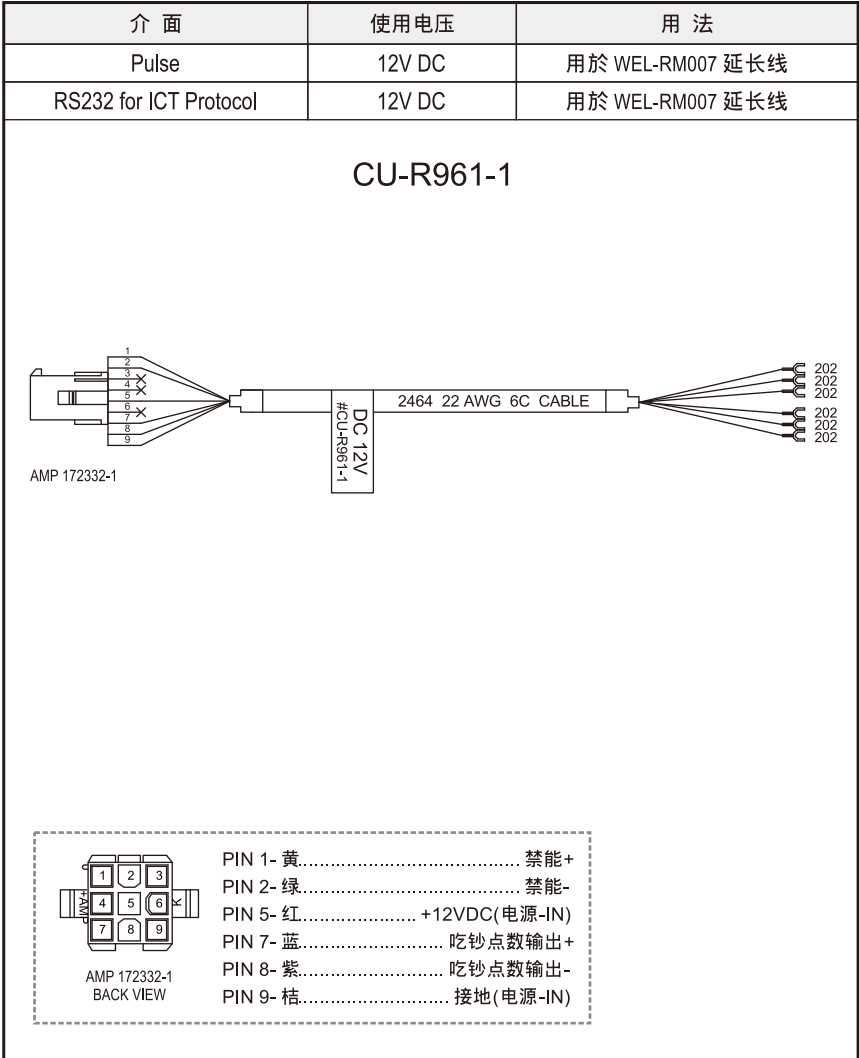 介 面 使用电压 用 法
Pulse 12V DC 用於 WEL-RM007 延长线
RS232 for ICT Protocol 12V DC 用於 WEL-RM007 延长线
CU-R961-1
1
2
3
4
5
6
7
8
9
AMP 172332-1
DC 12V
#CU-R961-1
2464 22 AWG 6C CABLE
202
202
202
202
202
202
1 2 3
4 5 6
7 8 9
+AMP
K
AMP 172332-1
BACK VIEW
PIN 1- 黄...................................... 禁能+
PIN 2- 绿...................................... 禁能-
PIN 5- 红.................... +12VDC(电源-IN)
PIN 7- 蓝........................ 吃钞点数输出+
PIN 8- 紫........................ 吃钞点数输出-
PIN 9- 桔.......................... 接地(电源-IN)